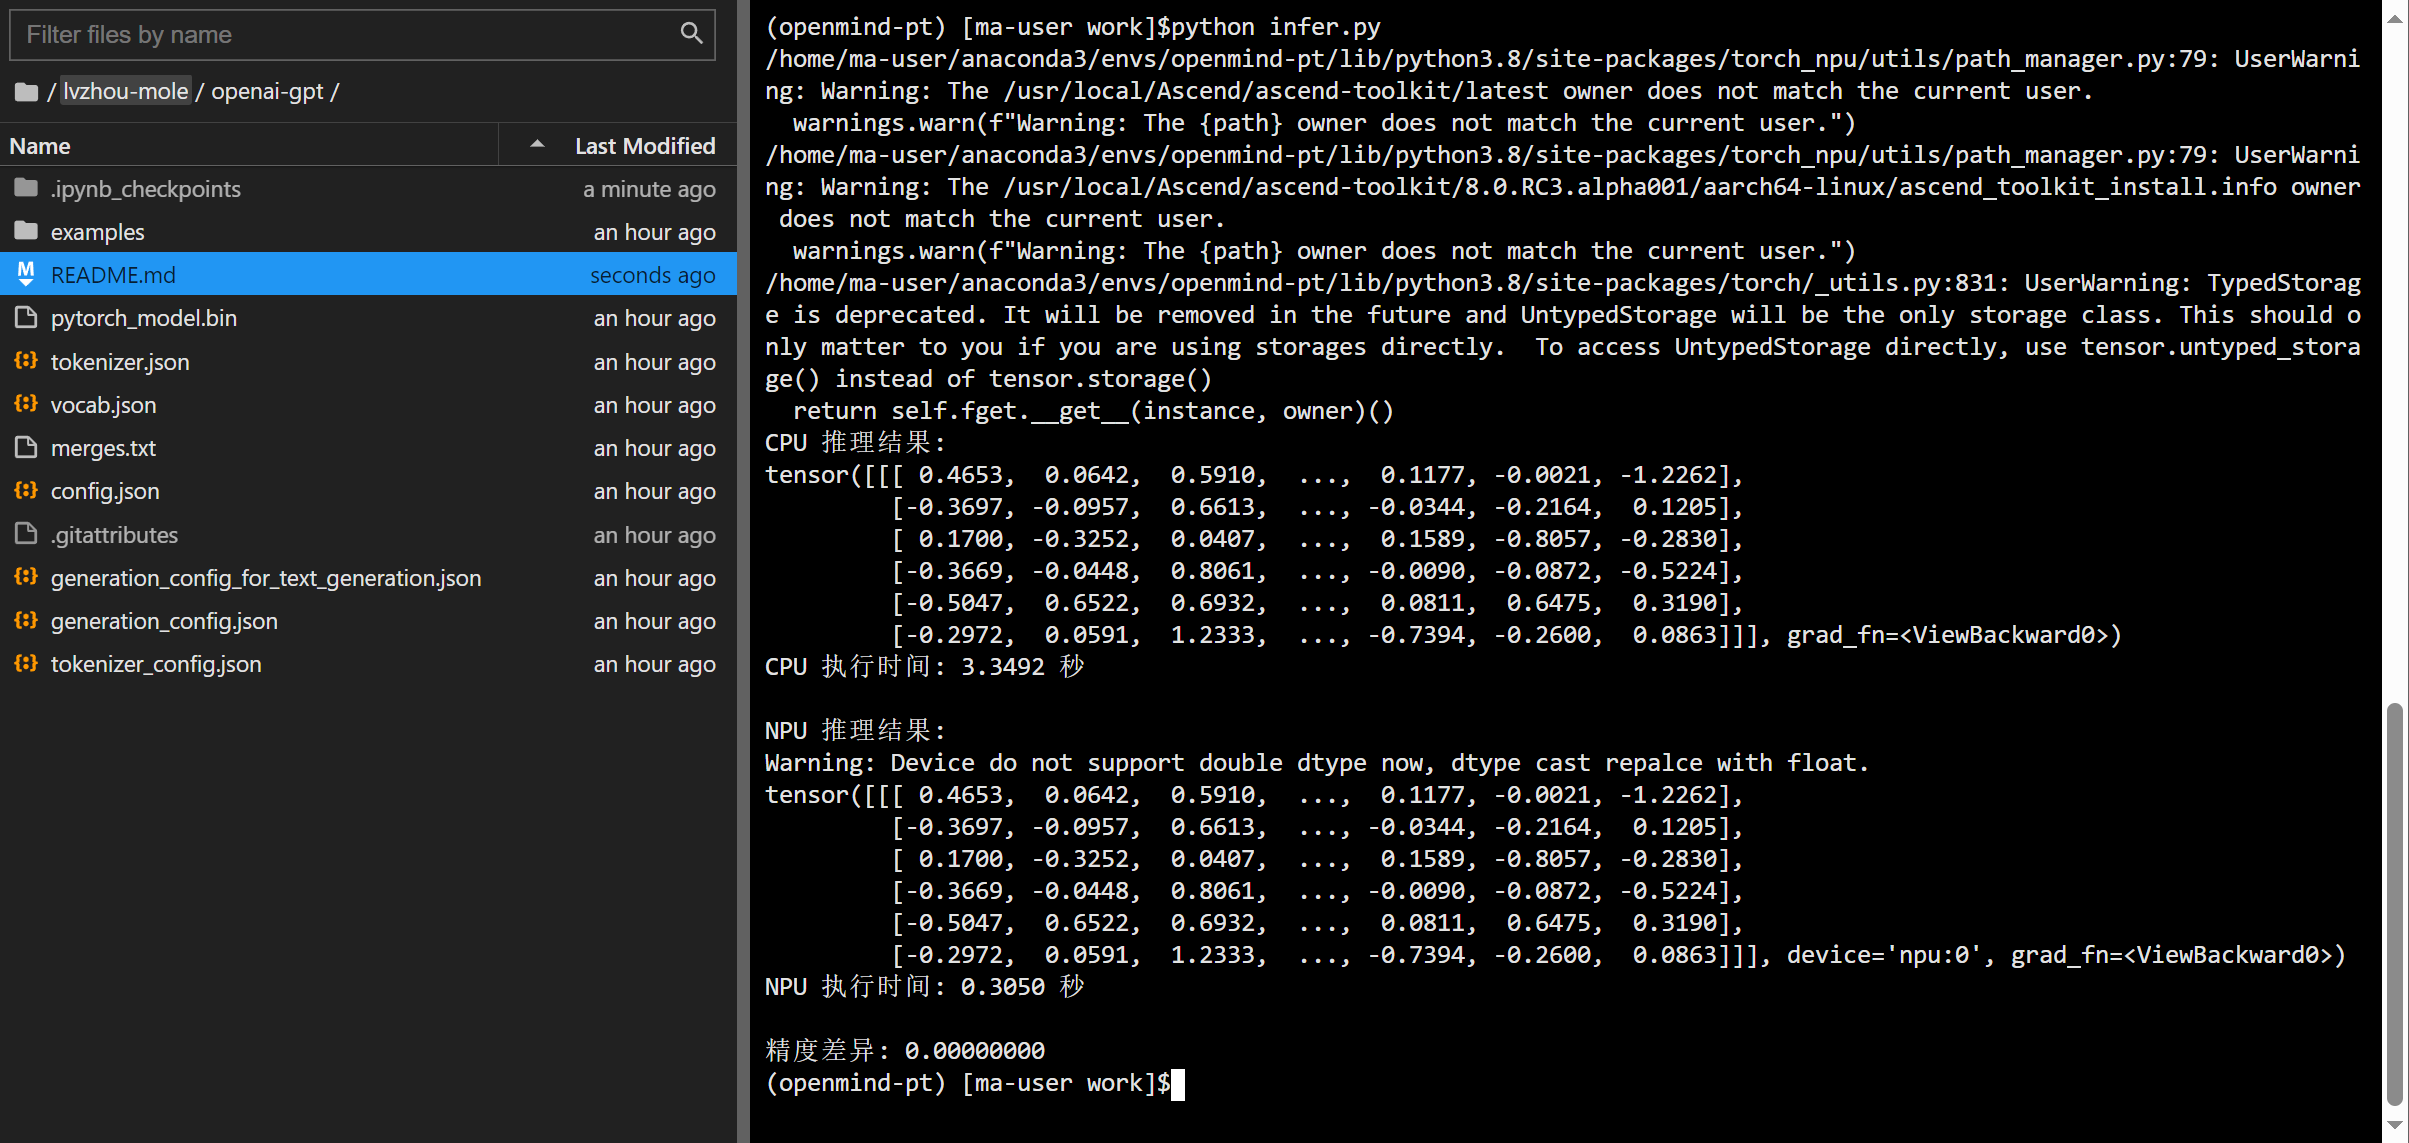 Filter files by name
/ lvzhou-mole / openai-gpt /
Name Last Modified
.ipynb_checkpoints a minute ago
examples an hour ago
README.md seconds ago
pytorch_model.bin an hour ago
tokenizer.json an hour ago
vocab.json an hour ago
merges.txt an hour ago
config.json an hour ago
.gitattributes an hour ago
generation_config_for_text_generation.json an hour ago
generation_config.json an hour ago
tokenizer_config.json an hour ago
(openmind-pt) [ma-user work]$python infer.py
/home/ma-user/anaconda3/envs/openmind-pt/lib/python3.8/site-packages/torch_npu/utils/path_manager.py:79: UserWarni
ng: Warning: The /usr/local/Ascend/ascend-toolkit/latest owner does not match the current user.
  warnings.warn(f"Warning: The {path} owner does not match the current user.")
/home/ma-user/anaconda3/envs/openmind-pt/lib/python3.8/site-packages/torch_npu/utils/path_manager.py:79: UserWarni
ng: Warning: The /usr/local/Ascend/ascend-toolkit/8.0.RC3.alpha001/aarch64-linux/ascend_toolkit_install.info owner
 does not match the current user.
  warnings.warn(f"Warning: The {path} owner does not match the current user.")
/home/ma-user/anaconda3/envs/openmind-pt/lib/python3.8/site-packages/torch/_utils.py:831: UserWarning: TypedStorag
e is deprecated. It will be removed in the future and UntypedStorage will be the only storage class. This should o
nly matter to you if you are using storages directly.  To access UntypedStorage directly, use tensor.untyped_stora
ge() instead of tensor.storage()
  return self.fget.__get__(instance, owner)()
CPU 推理结果:
tensor([[[ 0.4653,  0.0642,  0.5910,  ...,  0.1177, -0.0021, -1.2262],
         [-0.3697, -0.0957,  0.6613,  ..., -0.0344, -0.2164,  0.1205],
         [ 0.1700, -0.3252,  0.0407,  ...,  0.1589, -0.8057, -0.2830],
         [-0.3669, -0.0448,  0.8061,  ..., -0.0090, -0.0872, -0.5224],
         [-0.5047,  0.6522,  0.6932,  ...,  0.0811,  0.6475,  0.3190],
         [-0.2972,  0.0591,  1.2333,  ..., -0.7394, -0.2600,  0.0863]]], grad_fn=<ViewBackward0>)
CPU 执行时间: 3.3492 秒
NPU 推理结果:
Warning: Device do not support double dtype now, dtype cast repalce with float.
tensor([[[ 0.4653,  0.0642,  0.5910,  ...,  0.1177, -0.0021, -1.2262],
         [-0.3697, -0.0957,  0.6613,  ..., -0.0344, -0.2164,  0.1205],
         [ 0.1700, -0.3252,  0.0407,  ...,  0.1589, -0.8057, -0.2830],
         [-0.3669, -0.0448,  0.8061,  ..., -0.0090, -0.0872, -0.5224],
         [-0.5047,  0.6522,  0.6932,  ...,  0.0811,  0.6475,  0.3190],
         [-0.2972,  0.0591,  1.2333,  ..., -0.7394, -0.2600,  0.0863]]], device='npu:0', grad_fn=<ViewBackward0>)
NPU 执行时间: 0.3050 秒
精度差异: 0.00000000
(openmind-pt) [ma-user work]$